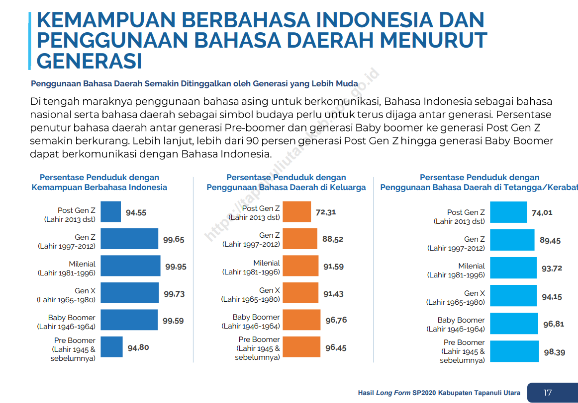 KEMAMPUAN BERBAHASA INDONESIA DAN
PENGGUNAAN BAHASA DAERAH MENURUT
GENERASI
Penggunaan Bahasa Daerah Semakin Ditinggalkan oleh Generasi yang Lebih Muda
Di tengah maraknya penggunaan bahasa asing untuk berkomunikasi, Bahasa Indonesia sebagai bahasa
nasional serta bahasa daerah sebagai simbol budaya perlu untuk terus dijaga antar generasi. Persentase
penutur bahasa daerah antar generasi Pre-boomer dan generasi Baby boomer ke generasi Post Gen Z
semakin berkurang. Lebih lanjut, lebih dari 90 persen generasi Post Gen Z hingga generasi Baby Boomer
dapat berkomunikasi dengan Bahasa Indonesia.
Persentase Penduduk dengan
Kemampuan Berbahasa Indonesia
Post Gen Z
(Lahir 2013 dst)
94,55
Gen Z
(Lahir 1997-2012)
99,65
Milenial
(Lahir 1981-1996)
99,95
Gen X
(Lahir 1965-1980)
99,73
Baby Boomer
(Lahir 1946-1964)
99,59
Pre Boomer
(Lahir 1945 &
sebelumnya)
94,80
Persentase Penduduk dengan
Penggunaan Bahasa Daerah di Keluarga
Post Gen Z
(Lahir 2013 dst)
72,31
Gen Z
(Lahir 1997-2012)
88,52
Milenial
(Lahir 1981-1996)
91,59
Gen X
(Lahir 1965-1980)
91,43
Baby Boomer
(Lahir 1946-1964)
96,76
Pre Boomer
(Lahir 1945 &
sebelumnya)
96,45
Persentase Penduduk dengan
Penggunaan Bahasa Daerah di Tetangga/Kerabat
Post Gen Z
(Lahir 2013 dst)
74,01
Gen Z
(Lahir 1997-2012)
89,45
Milenial
(Lahir 1981-1996)
93,72
Gen X
(Lahir 1965-1980)
94,15
Baby Boomer
(Lahir 1946-1964)
96,81
Pre Boomer
(Lahir 1945 &
sebelumnya)
98,39
Hasil Long Form SP2020 Kabupaten Tapanuli Utara
17